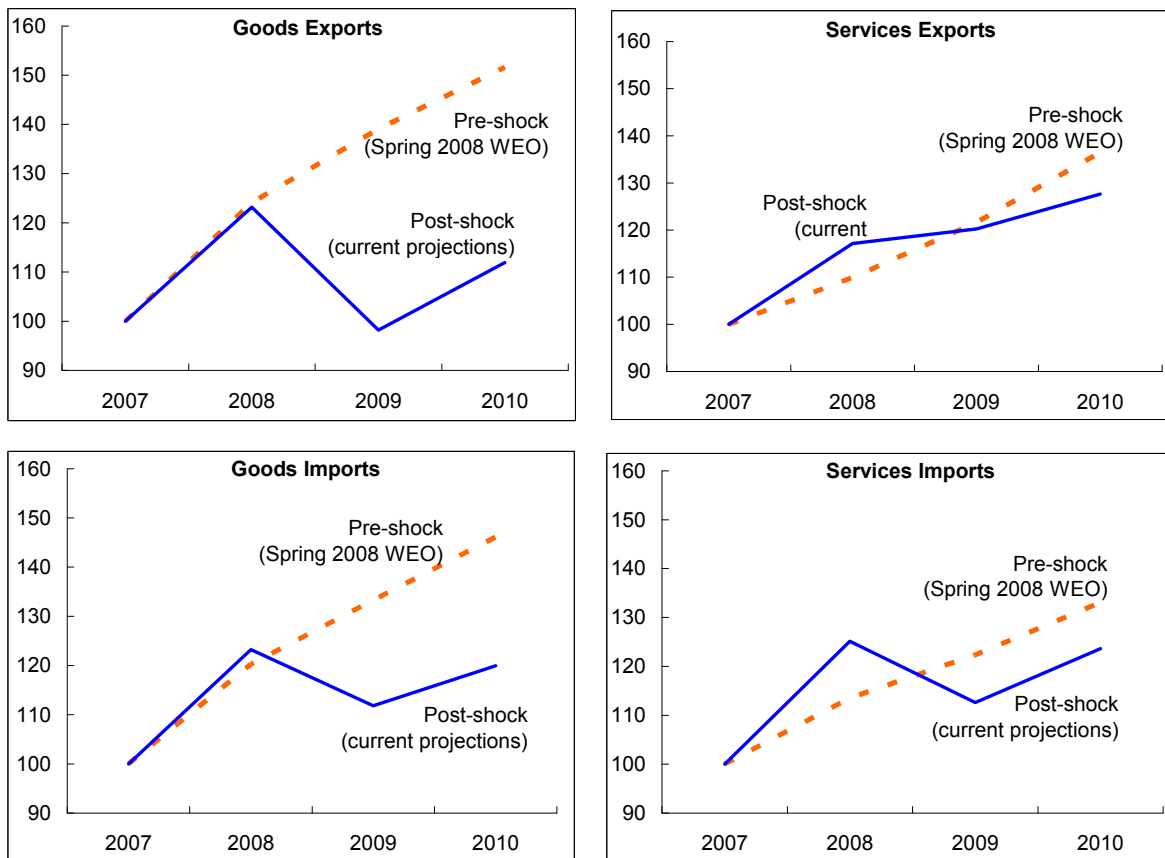 Goods Exports
160
150
140
130
120
110
100
90
Pre-shock
(Spring 2008 WEO)
Post-shock
(current projections)
2007 2008 2009 2010
Services Exports
160
150
140
130
120
110
100
90
Pre-shock
(Spring 2008 WEO)
Post-shock
(current
2007 2008 2009 2010
Goods Imports
160
150
140
130
120
110
100
90
Pre-shock
(Spring 2008 WEO)
Post-shock
(current projections)
2007 2008 2009 2010
Services Imports
160
150
140
130
120
110
100
90
Pre-shock
(Spring 2008 WEO)
Post-shock
(current projections)
2007 2008 2009 2010